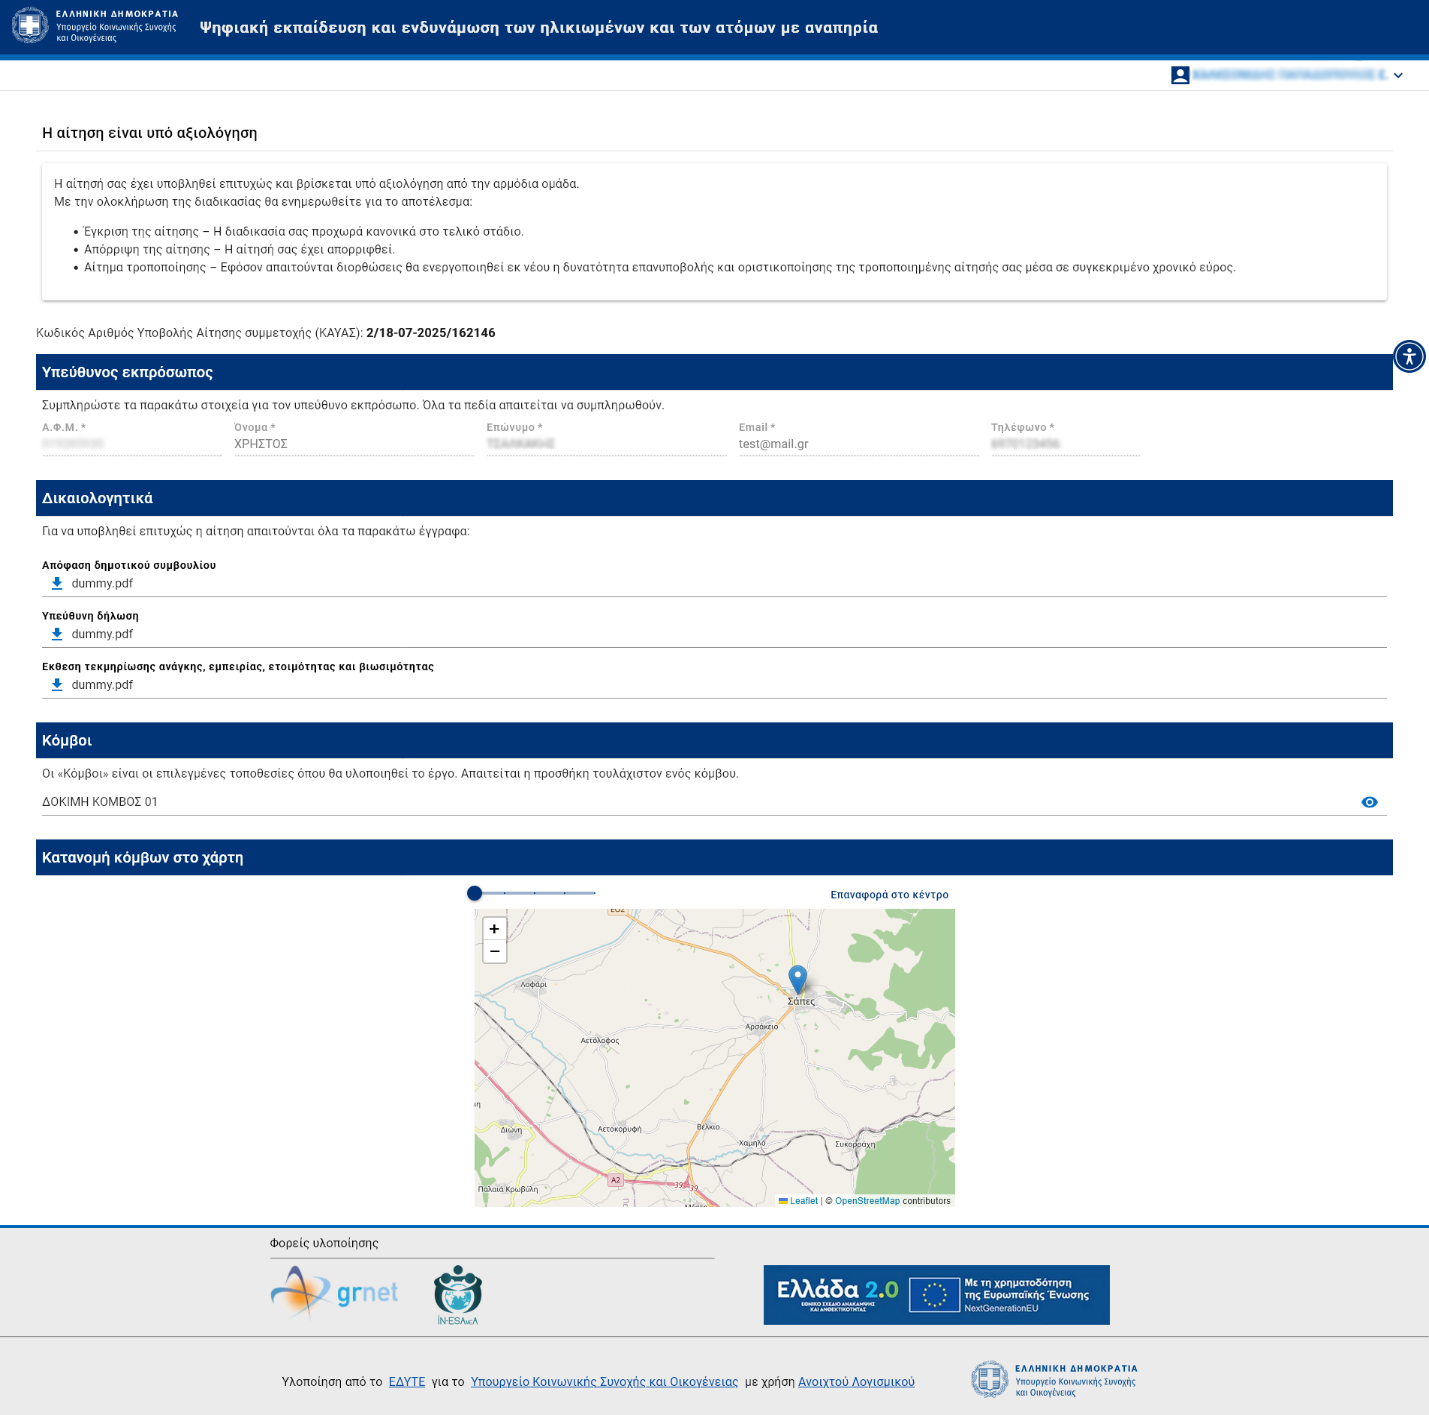 ΕΛΛΗΝΙΚΗ ΔΗΜΟΚΡΑΤΙΑ
Υπουργείο Κοινωνικής Συνοχής
και Οικογένειας
Ψηφιακή εκπαίδευση και ενδυνάμωση των ηλικιωμένων και των ατόμων με αναπηρία
Η αίτηση είναι υπό αξιολόγηση
Η αίτησή σας έχει υποβληθεί επιτυχώς και βρίσκεται υπό αξιολόγηση από την αρμόδια ομάδα.
Με την ολοκλήρωση της διαδικασίας θα ενημερωθείτε για το αποτέλεσμα:
• Έγκριση της αίτησης – Η διαδικασία σας προχωρά κανονικά στο τελικό στάδιο.
• Απόρριψη της αίτησης – Η αίτησή σας έχει απορριφθεί.
• Αίτημα τροποποίησης – Εφόσον απαιτούνται διορθώσεις θα ενεργοποιηθεί εκ νέου η δυνατότητα επανυποβολής και οριστικοποίησης της τροποποιημένης αίτησής σας μέσα σε συγκεκριμένο χρονικό εύρος.
Κωδικός Αριθμός Υποβολής Αίτησης συμμετοχής (ΚΑΥΑΣ): 2/18-07-2025/162146
Υπεύθυνος εκπρόσωπος
Συμπληρώστε τα παρακάτω στοιχεία για τον υπεύθυνο εκπρόσωπο. Όλα τα πεδία απαιτείται να συμπληρωθούν.
Α.Φ.Μ. * Όνομα * Επώνυμο * Email * Τηλέφωνο *
ΧΡΗΣΤΟΣ test@mail.gr
Δικαιολογητικά
Για να υποβληθεί επιτυχώς η αίτηση απαιτούνται όλα τα παρακάτω έγγραφα:
Απόφαση δημοτικού συμβουλίου
dummy.pdf
Υπεύθυνη δήλωση
dummy.pdf
Εκθεση τεκμηρίωσης ανάγκης, εμπειρίας, ετοιμότητας και βιωσιμότητας
dummy.pdf
Κόμβοι
Οι «Κόμβοι» είναι οι επιλεγμένες τοποθεσίες όπου θα υλοποιηθεί το έργο. Απαιτείται η προσθήκη τουλάχιστον ενός κόμβου.
ΔΟΚΙΜΗ ΚΟΜΒΟΣ 01
Κατανομή κόμβων στο χάρτη
Επαναφορά στο κέντρο
+
−
Λοφάρι
Σάπες
Αρσάκειο
Αετόλοφος
Διώνη
Αετοκορυφή
Βέλκιο
Χαμηλό
Συκορράχη
A2
Παλαιά Κρωβύλη
Leaflet | © OpenStreetMap contributors
Φορείς υλοποίησης
grnet
IN-ESAμεΑ
Ελλάδα 2.0
ΕΘΝΙΚΟ ΣΧΕΔΙΟ ΑΝΑΚΑΜΨΗΣ
ΚΑΙ ΑΝΘΕΚΤΙΚΟΤΗΤΑΣ
Με τη χρηματοδότηση
της Ευρωπαϊκής Ένωσης
NextGenerationEU
Υλοποίηση από το ΕΔΥΤΕ για το Υπουργείο Κοινωνικής Συνοχής και Οικογένειας με χρήση Ανοιχτού Λογισμικού
ΕΛΛΗΝΙΚΗ ΔΗΜΟΚΡΑΤΙΑ
Υπουργείο Κοινωνικής Συνοχής
και Οικογένειας